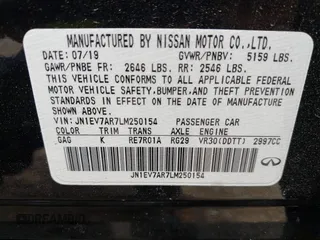 MANUFACTURED BY NISSAN MOTOR CO.,LTD.
DATE: 07/19 GVWR/PNBV: 5159 LBS.
GAWR/PNBE FR: 2646 LBS. RR: 2546 LBS.
THIS VEHICLE CONFORMS TO ALL APPLICABLE FEDERAL
MOTOR VEHICLE SAFETY,BUMPER,AND THEFT PREVENTION
STANDARDS IN EFFECT ON THE DATE OF MANUFACTURE
SHOWN ABOVE.
VIN: JN1EV7AR7LM250154 PASSENGER CAR
COLOR TRIM TRANS AXLE ENGINE
GAG K RE7R01A RG29 VR30(DDTT) 2997CC
JN1EV7AR7LM250154
INFINITI
DREAMBID